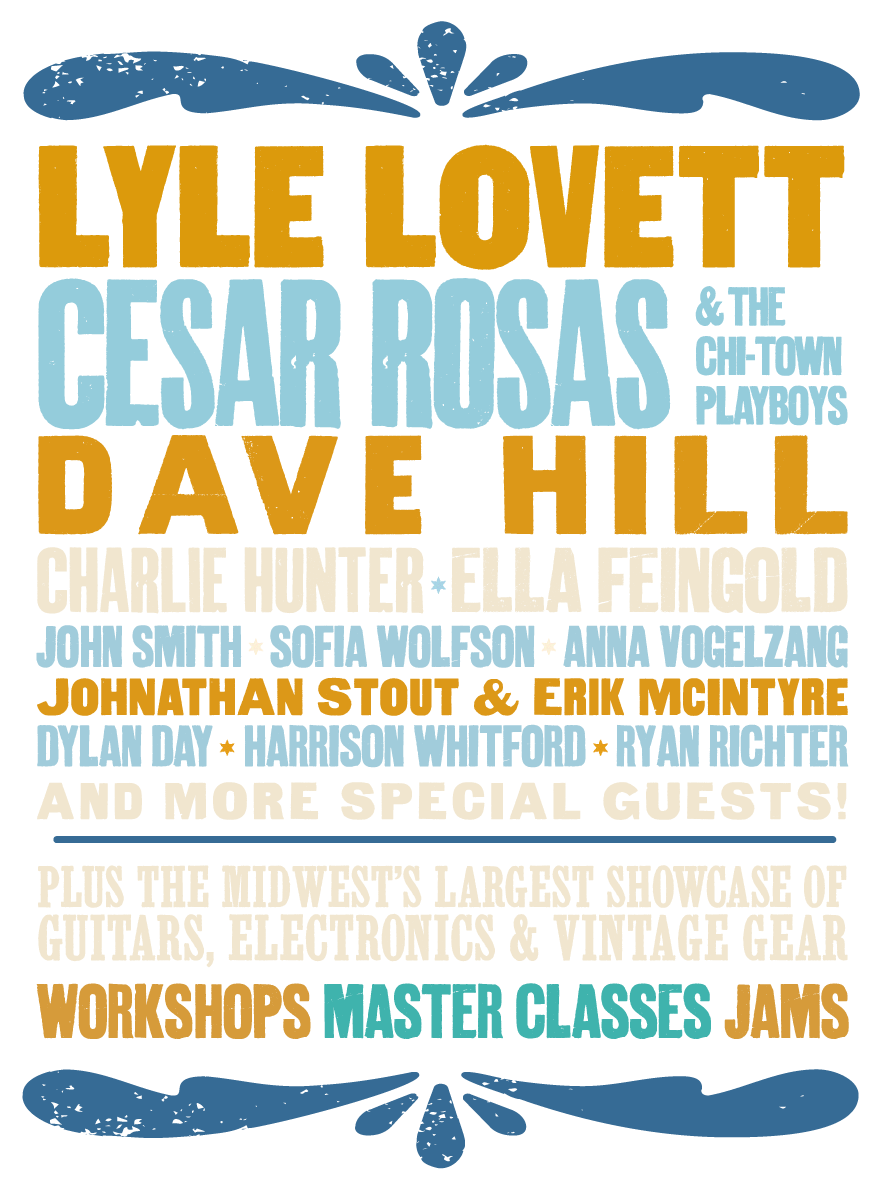 LYLE LOVETT
CESAR ROSAS & THE CHI-TOWN PLAYBOYS
DAVE HILL
CHARLIE HUNTER ✶ ELLA FEINGOLD
JOHN SMITH ✶ SOFIA WOLFSON ✶ ANNA VOGELZANG
JOHNATHAN STOUT & ERIK MCINTYRE
DYLAN DAY ✶ HARRISON WHITFORD ✶ RYAN RICHTER
AND MORE SPECIAL GUESTS!
PLUS THE MIDWEST'S LARGEST SHOWCASE OF
GUITARS, ELECTRONICS & VINTAGE GEAR
WORKSHOPS MASTER CLASSES JAMS